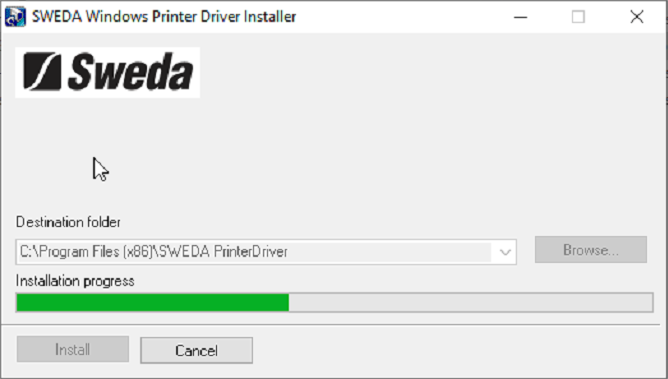 SWEDA Windows Printer Driver Installer
Sweda
Destination folder
C:\Program Files (x86)\SWEDA PrinterDriver
Browse...
Installation progress
Install
Cancel